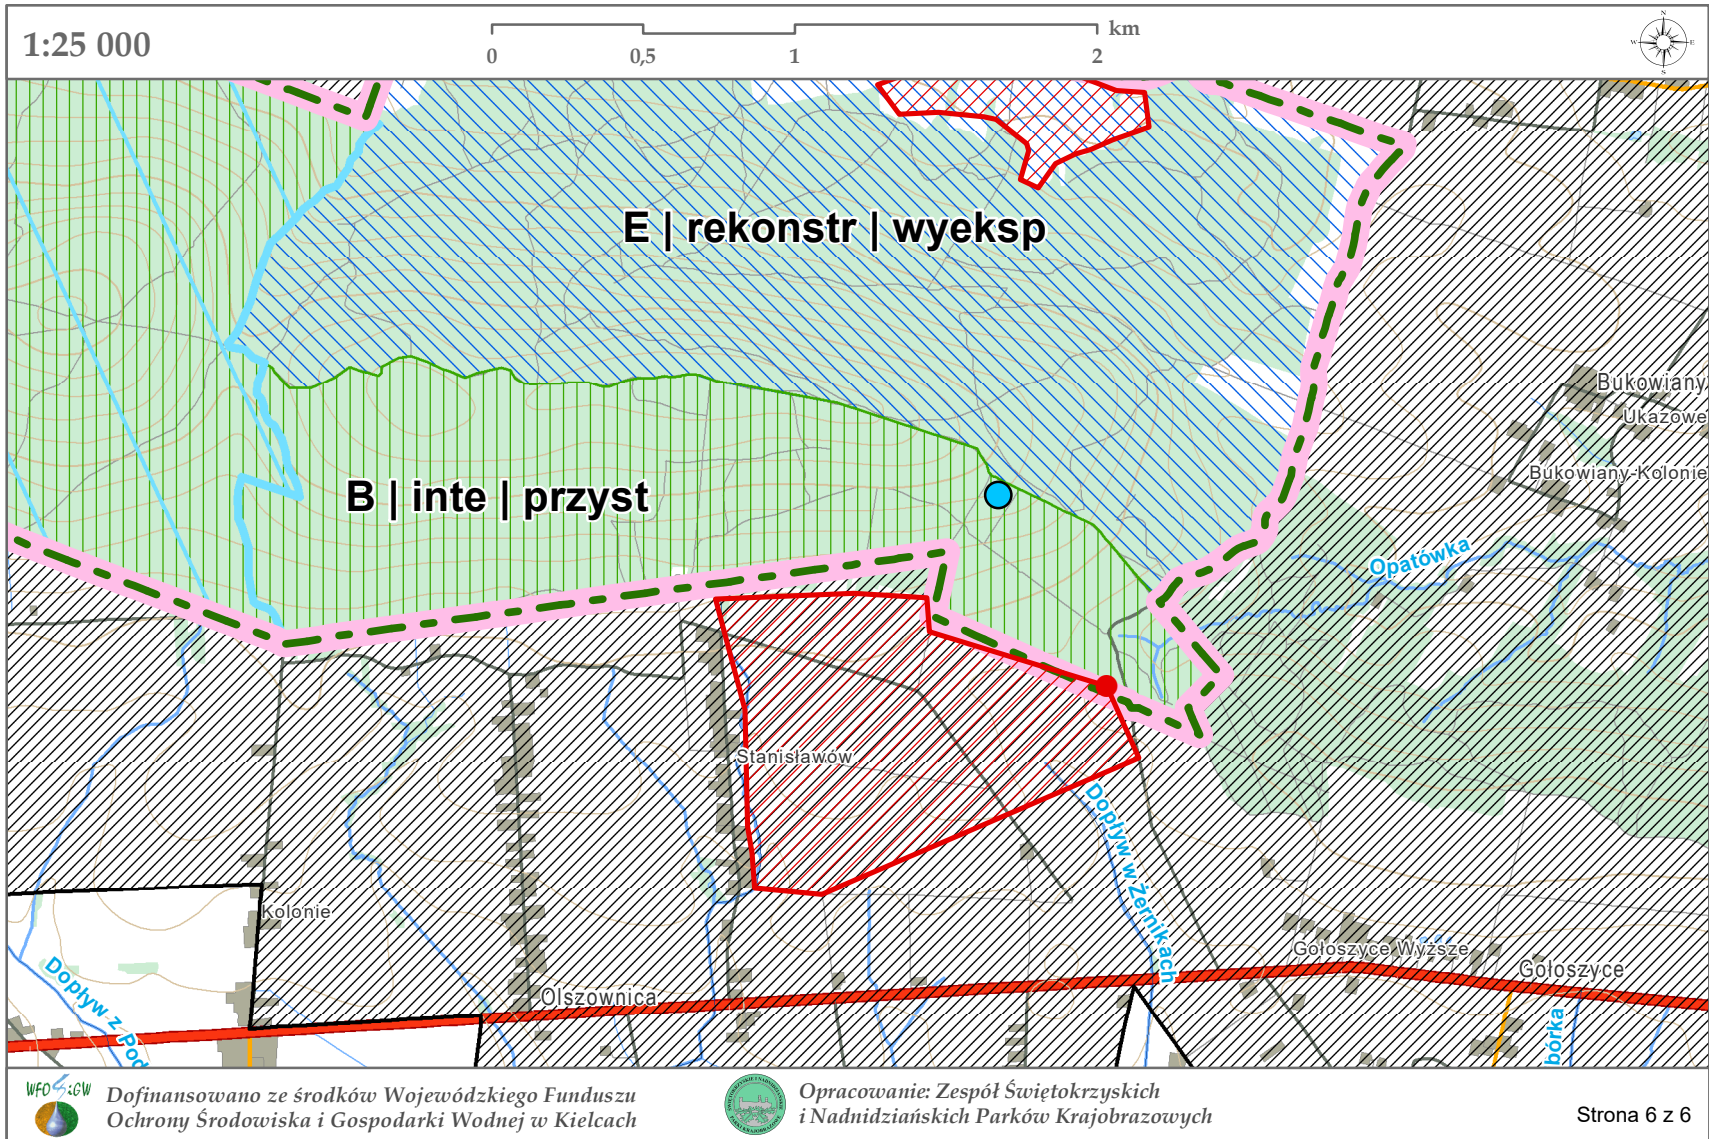 1:25 000
km
0 0,5 1 2
N
W E
S
E | rekonstr | wyeksp
B | inte | przyst
Bukowiany
Ukazowe
Bukowiany-Kolonie
Opatówka
Stanisławów
Dopływ w Żernikach
Kolonie
Gołoszyce Wyższe
Gołoszyce
Olszownica
Dopływ z Pod
bórka
WFOŚiGW
Dofinansowano ze środków Wojewódzkiego Funduszu
Ochrony Środowiska i Gospodarki Wodnej w Kielcach
Opracowanie: Zespół Świętokrzyskich
i Nadnidziańskich Parków Krajobrazowych
Strona 6 z 6